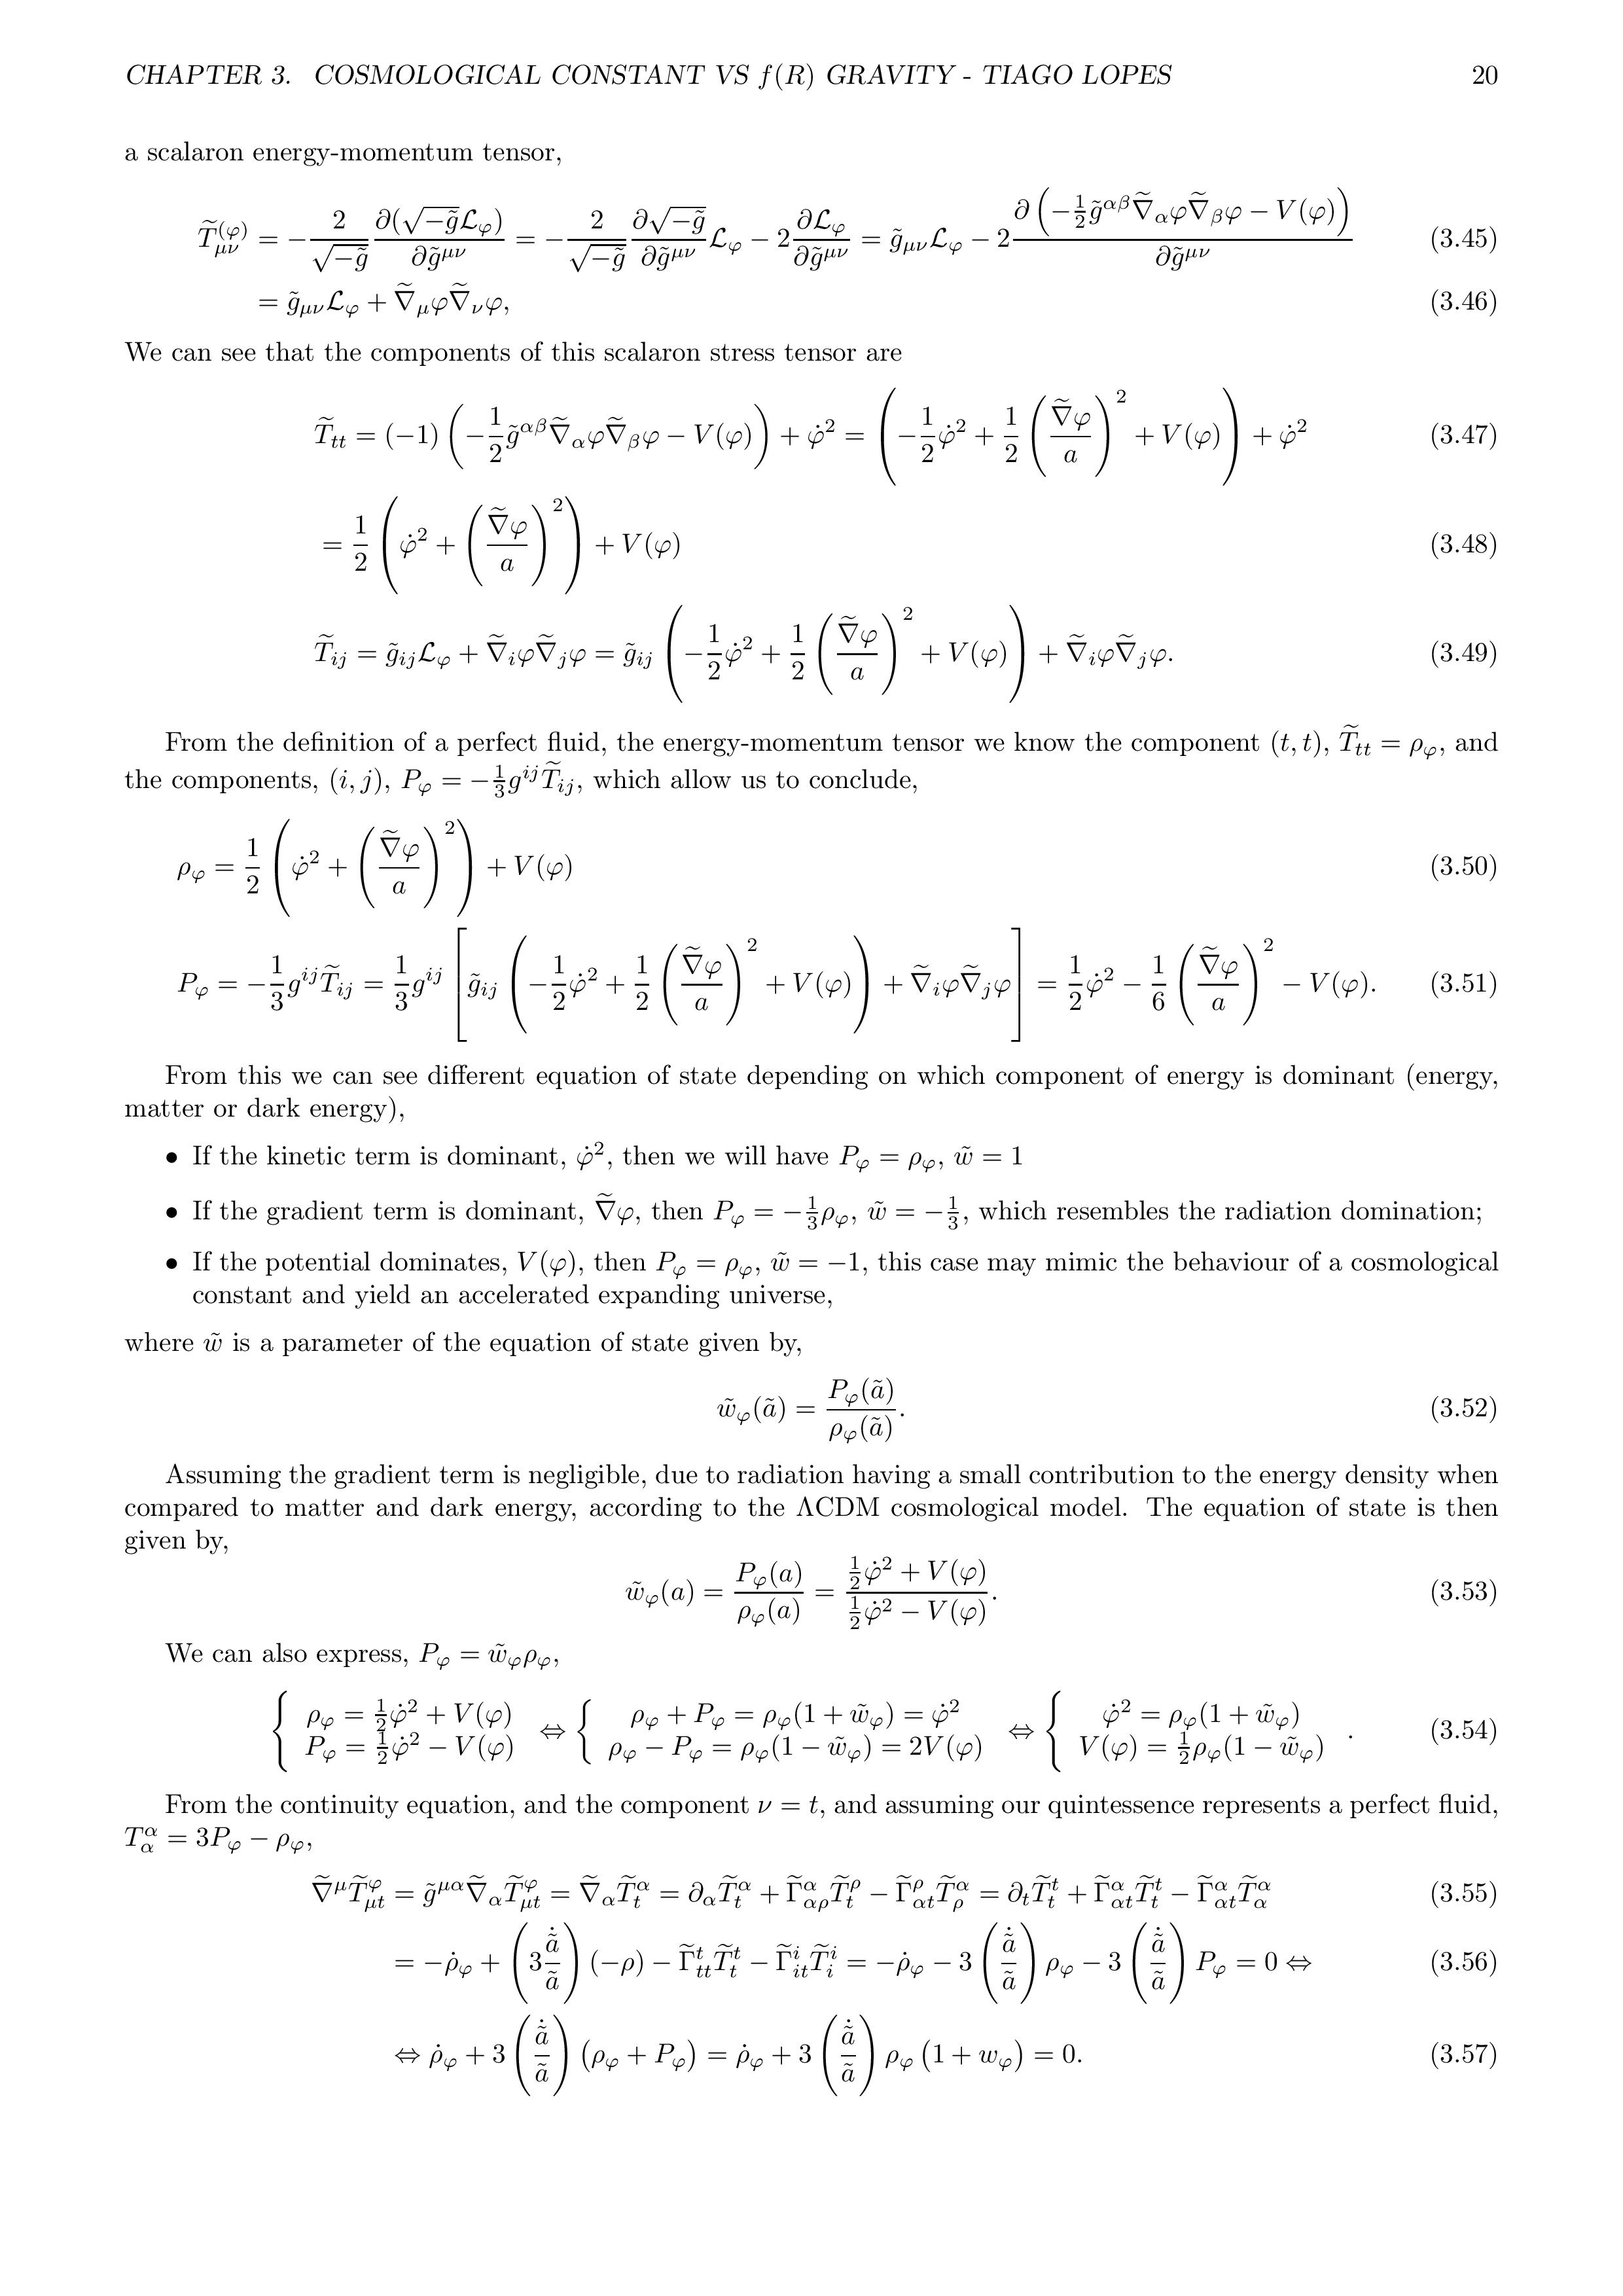 CHAPTER 3. COSMOLOGICAL CONSTANT VS f(R) GRAVITY - TIAGO LOPES 20
a scalaron energy-momentum tensor,
$\widetilde{T}^{(\varphi)}_{\mu\nu} = -\frac{2}{\sqrt{-\tilde{g}}}\frac{\partial(\sqrt{-\tilde{g}}\mathcal{L}_\varphi)}{\partial\tilde{g}^{\mu\nu}} = -\frac{2}{\sqrt{-\tilde{g}}}\frac{\partial\sqrt{-\tilde{g}}}{\partial\tilde{g}^{\mu\nu}}\mathcal{L}_\varphi - 2\frac{\partial\mathcal{L}_\varphi}{\partial\tilde{g}^{\mu\nu}} = \tilde{g}_{\mu\nu}\mathcal{L}_\varphi - 2\frac{\partial\left(-\frac{1}{2}\tilde{g}^{\alpha\beta}\widetilde{\nabla}_\alpha\varphi\widetilde{\nabla}_\beta\varphi - V(\varphi)\right)}{\partial\tilde{g}^{\mu\nu}}$ (3.45)
$= \tilde{g}_{\mu\nu}\mathcal{L}_\varphi + \widetilde{\nabla}_\mu\varphi\widetilde{\nabla}_\nu\varphi,$ (3.46)
We can see that the components of this scalaron stress tensor are
$\widetilde{T}_{tt} = (-1)\left(-\frac{1}{2}\tilde{g}^{\alpha\beta}\widetilde{\nabla}_\alpha\varphi\widetilde{\nabla}_\beta\varphi - V(\varphi)\right) + \dot{\varphi}^2 = \left(-\frac{1}{2}\dot{\varphi}^2 + \frac{1}{2}\left(\frac{\widetilde{\nabla}\varphi}{a}\right)^2 + V(\varphi)\right) + \dot{\varphi}^2$ (3.47)
$= \frac{1}{2}\left(\dot{\varphi}^2 + \left(\frac{\widetilde{\nabla}\varphi}{a}\right)^2\right) + V(\varphi)$ (3.48)
$\widetilde{T}_{ij} = \tilde{g}_{ij}\mathcal{L}_\varphi + \widetilde{\nabla}_i\varphi\widetilde{\nabla}_j\varphi = \tilde{g}_{ij}\left(-\frac{1}{2}\dot{\varphi}^2 + \frac{1}{2}\left(\frac{\widetilde{\nabla}\varphi}{a}\right)^2 + V(\varphi)\right) + \widetilde{\nabla}_i\varphi\widetilde{\nabla}_j\varphi.$ (3.49)
From the definition of a perfect fluid, the energy-momentum tensor we know the component $(t, t)$, $\widetilde{T}_{tt} = \rho_\varphi$, and
the components, $(i, j)$, $P_\varphi = -\frac{1}{3}g^{ij}\widetilde{T}_{ij}$, which allow us to conclude,
$\rho_\varphi = \frac{1}{2}\left(\dot{\varphi}^2 + \left(\frac{\widetilde{\nabla}\varphi}{a}\right)^2\right) + V(\varphi)$ (3.50)
$P_\varphi = -\frac{1}{3}g^{ij}\widetilde{T}_{ij} = \frac{1}{3}g^{ij}\left[\tilde{g}_{ij}\left(-\frac{1}{2}\dot{\varphi}^2 + \frac{1}{2}\left(\frac{\widetilde{\nabla}\varphi}{a}\right)^2 + V(\varphi)\right) + \widetilde{\nabla}_i\varphi\widetilde{\nabla}_j\varphi\right] = \frac{1}{2}\dot{\varphi}^2 - \frac{1}{6}\left(\frac{\widetilde{\nabla}\varphi}{a}\right)^2 - V(\varphi).$ (3.51)
From this we can see different equation of state depending on which component of energy is dominant (energy,
matter or dark energy),
• If the kinetic term is dominant, $\dot{\varphi}^2$, then we will have $P_\varphi = \rho_\varphi$, $\tilde{w} = 1$
• If the gradient term is dominant, $\widetilde{\nabla}\varphi$, then $P_\varphi = -\frac{1}{3}\rho_\varphi$, $\tilde{w} = -\frac{1}{3}$, which resembles the radiation domination;
• If the potential dominates, $V(\varphi)$, then $P_\varphi = \rho_\varphi$, $\tilde{w} = -1$, this case may mimic the behaviour of a cosmological
constant and yield an accelerated expanding universe,
where $\tilde{w}$ is a parameter of the equation of state given by,
$\tilde{w}_\varphi(\tilde{a}) = \frac{P_\varphi(\tilde{a})}{\rho_\varphi(\tilde{a})}.$ (3.52)
Assuming the gradient term is negligible, due to radiation having a small contribution to the energy density when
compared to matter and dark energy, according to the ΛCDM cosmological model. The equation of state is then
given by,
$\tilde{w}_\varphi(a) = \frac{P_\varphi(a)}{\rho_\varphi(a)} = \frac{\frac{1}{2}\dot{\varphi}^2 + V(\varphi)}{\frac{1}{2}\dot{\varphi}^2 - V(\varphi)}.$ (3.53)
We can also express, $P_\varphi = \tilde{w}_\varphi\rho_\varphi$,
$\left\{\begin{array}{c}\rho_\varphi = \frac{1}{2}\dot{\varphi}^2 + V(\varphi)\\ P_\varphi = \frac{1}{2}\dot{\varphi}^2 - V(\varphi)\end{array}\right. \Leftrightarrow \left\{\begin{array}{c}\rho_\varphi + P_\varphi = \rho_\varphi(1 + \tilde{w}_\varphi) = \dot{\varphi}^2\\ \rho_\varphi - P_\varphi = \rho_\varphi(1 - \tilde{w}_\varphi) = 2V(\varphi)\end{array}\right. \Leftrightarrow \left\{\begin{array}{c}\dot{\varphi}^2 = \rho_\varphi(1 + \tilde{w}_\varphi)\\ V(\varphi) = \frac{1}{2}\rho_\varphi(1 - \tilde{w}_\varphi)\end{array}\right..$ (3.54)
From the continuity equation, and the component $\nu = t$, and assuming our quintessence represents a perfect fluid,
$T^\alpha_\alpha = 3P_\varphi - \rho_\varphi$,
$\widetilde{\nabla}^\mu\widetilde{T}^\varphi_{\mu t} = \tilde{g}^{\mu\alpha}\widetilde{\nabla}_\alpha\widetilde{T}^\varphi_{\mu t} = \widetilde{\nabla}_\alpha\widetilde{T}^\alpha_t = \partial_\alpha\widetilde{T}^\alpha_t + \widetilde{\Gamma}^\alpha_{\alpha\rho}\widetilde{T}^\rho_t - \widetilde{\Gamma}^\rho_{\alpha t}\widetilde{T}^\alpha_\rho = \partial_t\widetilde{T}^t_t + \widetilde{\Gamma}^\alpha_{\alpha t}\widetilde{T}^t_t - \widetilde{\Gamma}^\alpha_{\alpha t}\widetilde{T}^\alpha_\alpha$ (3.55)
$= -\dot{\rho}_\varphi + \left(3\frac{\dot{\tilde{a}}}{\tilde{a}}\right)(-\rho) - \widetilde{\Gamma}^t_{tt}\widetilde{T}^t_t - \widetilde{\Gamma}^i_{it}\widetilde{T}^i_i = -\dot{\rho}_\varphi - 3\left(\frac{\dot{\tilde{a}}}{\tilde{a}}\right)\rho_\varphi - 3\left(\frac{\dot{\tilde{a}}}{\tilde{a}}\right)P_\varphi = 0 \Leftrightarrow$ (3.56)
$\Leftrightarrow \dot{\rho}_\varphi + 3\left(\frac{\dot{\tilde{a}}}{\tilde{a}}\right)(\rho_\varphi + P_\varphi) = \dot{\rho}_\varphi + 3\left(\frac{\dot{\tilde{a}}}{\tilde{a}}\right)\rho_\varphi(1 + w_\varphi) = 0.$ (3.57)